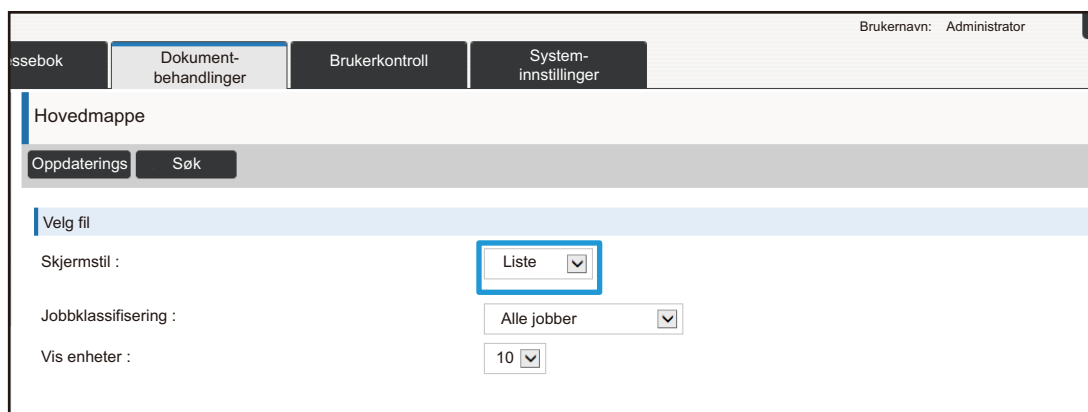 Brukernavn: Administrator
ssebok
Dokument-
behandlinger
Brukerkontroll
System-
innstillinger
Hovedmappe
Oppdaterings Søk
Velg fil
Skjermstil : Liste
Jobbklassifisering : Alle jobber
Vis enheter : 10